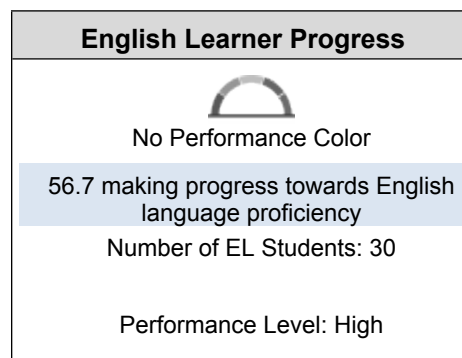 English Learner Progress
No Performance Color
56.7 making progress towards English
language proficiency
Number of EL Students: 30
Performance Level: High